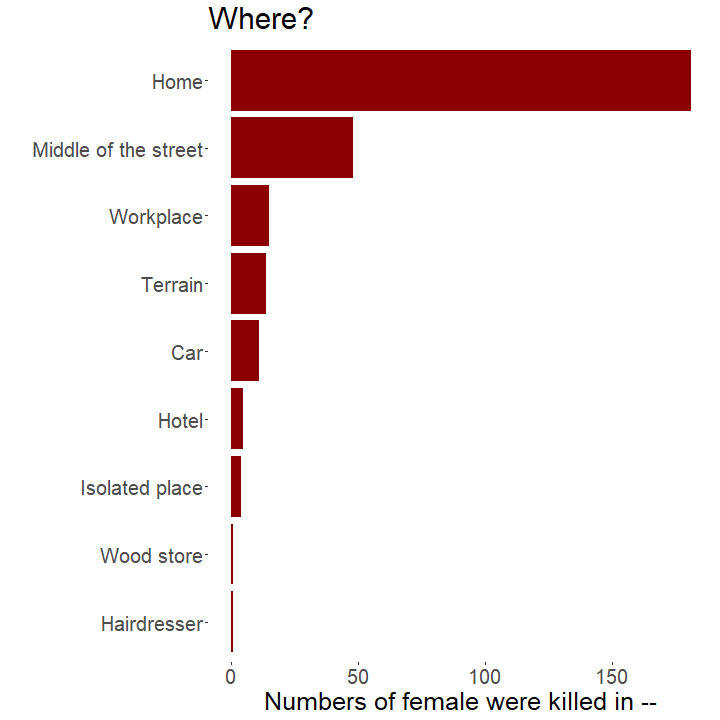 Where?
Home
Middle of the street
Workplace
Terrain
Car
Hotel
Isolated place
Wood store
Hairdresser
0 50 100 150
Numbers of female were killed in --